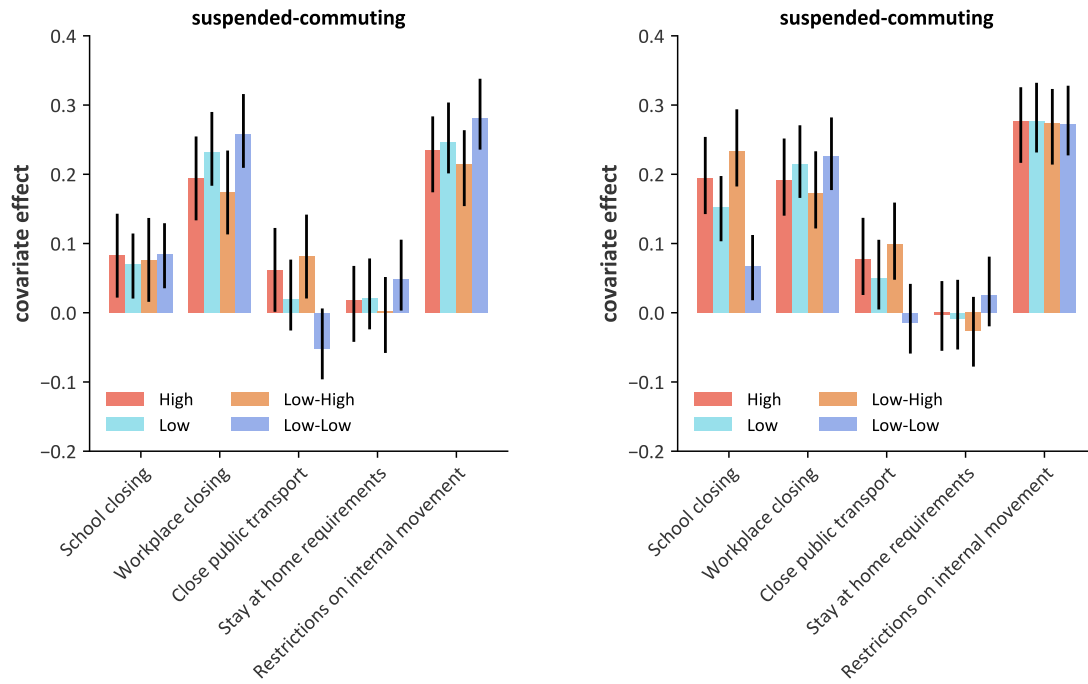 suspended-commuting
covariate effect
0.4
0.3
0.2
0.1
0.0
−0.1
−0.2
High
Low-High
Low
Low-Low
School closing
Workplace closing
Close public transport
Stay at home requirements
Restrictions on internal movement
suspended-commuting
covariate effect
0.4
0.3
0.2
0.1
0.0
−0.1
−0.2
High
Low-High
Low
Low-Low
School closing
Workplace closing
Close public transport
Stay at home requirements
Restrictions on internal movement